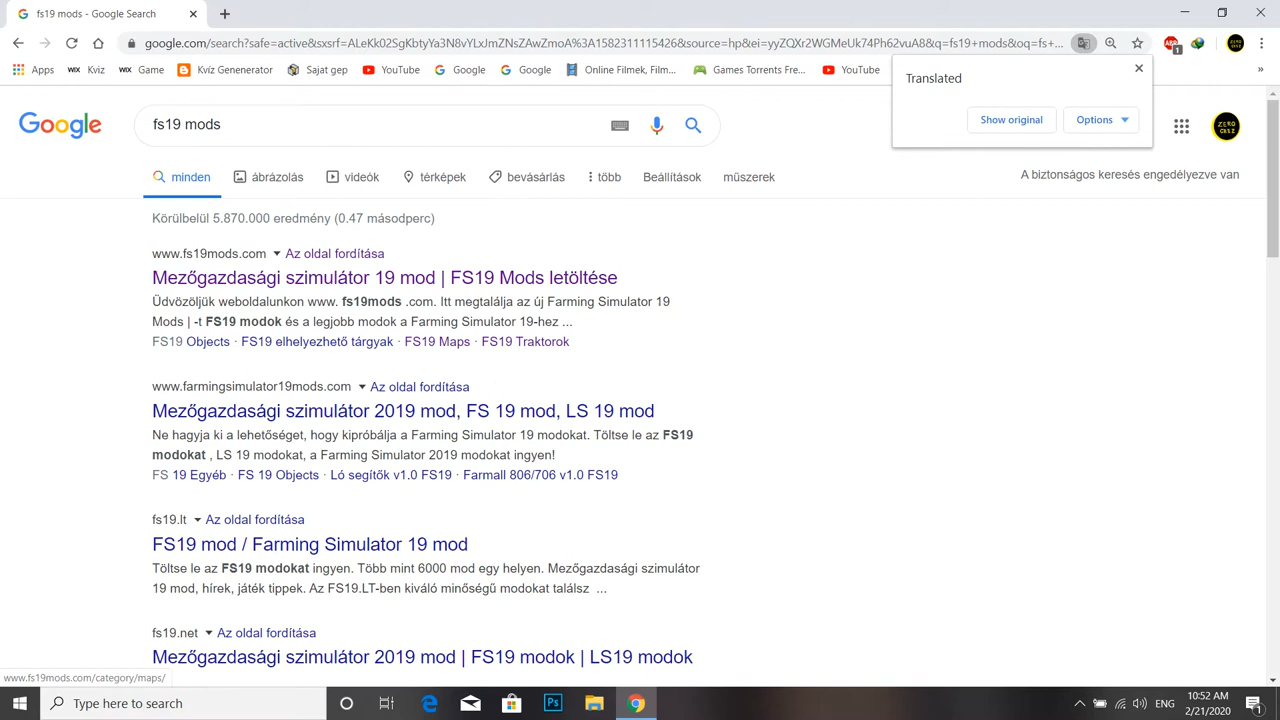 fs19 mods - Google Search
google.com/search?safe=active&sxsrf=ALeKk02SgKbtyYa3N8vXArmZNsZAxZmoA%3A1582311115426&source=hp&ei=yyZQXr2WGMeUk74Ph62vuA8&q=fs19+mods&oq=fs+...
ABP
1
Apps
WIX Kviz
WIX Game
Kvíz Genenerator
Sajat gep
YouTube
Google
Google
Online Filmek, Film...
Games Torrents Fre...
YouTube
»
Translated
Show original
Options
Google
fs19 mods
ZERO
minden
ábrázolás
videók
térképek
bevásárlás
több
Beállítások
műszerek
A biztonságos keresés engedélyezve van
Körülbelül 5.870.000 eredmény (0.47 másodperc)
www.fs19mods.com Az oldal fordítása
Mezőgazdasági szimulátor 19 mod | FS19 Mods letöltése
Üdvözöljük weboldalunkon www. fs19mods .com. Itt megtalálja az új Farming Simulator 19
Mods | -t FS19 modok és a legjobb modok a Farming Simulator 19-hez ...
FS19 Objects · FS19 elhelyezhető tárgyak · FS19 Maps · FS19 Traktorok
www.farmingsimulator19mods.com Az oldal fordítása
Mezőgazdasági szimulátor 2019 mod, FS 19 mod, LS 19 mod
Ne hagyja ki a lehetőséget, hogy kipróbálja a Farming Simulator 19 modokat. Töltse le az FS19
modokat , LS 19 modokat, a Farming Simulator 2019 modokat ingyen!
FS 19 Egyéb · FS 19 Objects · Ló segítők v1.0 FS19 · Farmall 806/706 v1.0 FS19
fs19.lt Az oldal fordítása
FS19 mod / Farming Simulator 19 mod
Töltse le az FS19 modokat ingyen. Több mint 6000 mod egy helyen. Mezőgazdasági szimulátor
19 mod, hírek, játék tippek. Az FS19.LT-ben kiváló minőségű modokat találsz ...
fs19.net Az oldal fordítása
Mezőgazdasági szimulátor 2019 mod | FS19 modok | LS19 modok
www.fs19mods.com/category/maps/
Type here to search
Ps
ENG
10:52 AM
2/21/2020
1